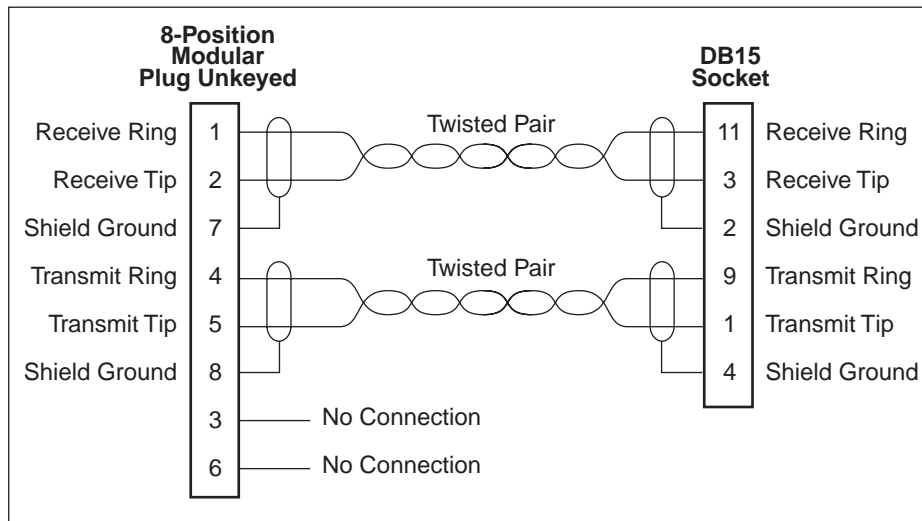 8-Position
Modular
Plug Unkeyed
DB15
Socket
Receive Ring 1 Twisted Pair 11 Receive Ring
Receive Tip 2 3 Receive Tip
Shield Ground 7 2 Shield Ground
Transmit Ring 4 Twisted Pair 9 Transmit Ring
Transmit Tip 5 1 Transmit Tip
Shield Ground 8 4 Shield Ground
3 No Connection
6 No Connection